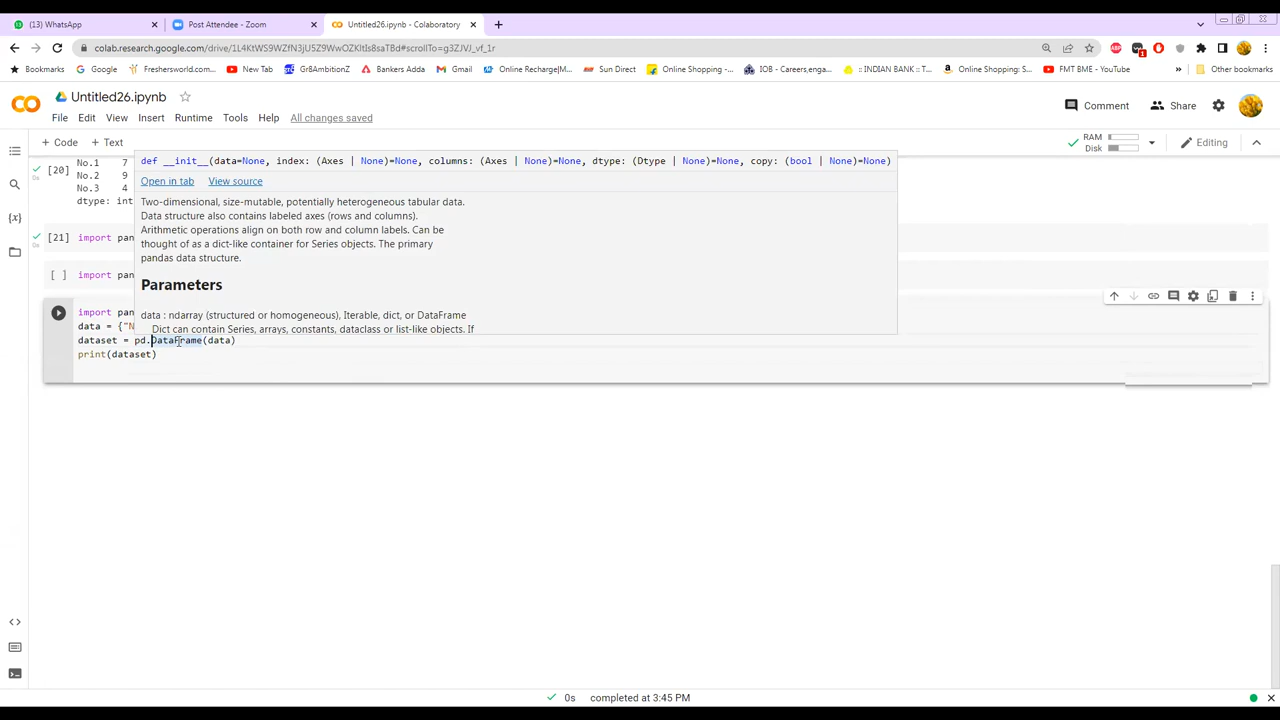 (13) WhatsApp
Post Attendee - Zoom
Untitled26.ipynb - Colaboratory
colab.research.google.com/drive/1L4KtWS9WZfN3jU5Z9WwOZKltIs8saTBd#scrollTo=g3ZJVJ_vf_1r
Bookmarks
Google
Freshersworld.com...
New Tab
Gr8AmbitionZ
Bankers Adda
Gmail
Online Recharge|M...
Sun Direct
Online Shopping -...
IOB - Careers,enga...
:: INDIAN BANK :: T...
Amazon.com: Online Shopping: S...
FMT BME - YouTube
Other bookmarks
Untitled26.ipynb
Comment
Share
File Edit View Insert Runtime Tools Help All changes saved
+ Code + Text
RAM
Disk
Editing
[20]
No.1 7
No.2 9
No.3 4
dtype: int
def __init__(data=None, index: (Axes | None)=None, columns: (Axes | None)=None, dtype: (Dtype | None)=None, copy: (bool | None)=None)
Open in tab View source
Two-dimensional, size-mutable, potentially heterogeneous tabular data.
Data structure also contains labeled axes (rows and columns).
Arithmetic operations align on both row and column labels. Can be
thought of as a dict-like container for Series objects. The primary
pandas data structure.
Parameters
data : ndarray (structured or homogeneous), Iterable, dict, or DataFrame
Dict can contain Series, arrays, constants, dataclass or list-like objects. If
[21] import pan
[ ] import pan
import pan
data = {"N
dataset = pd.DataFrame(data)
print(dataset)
0s completed at 3:45 PM